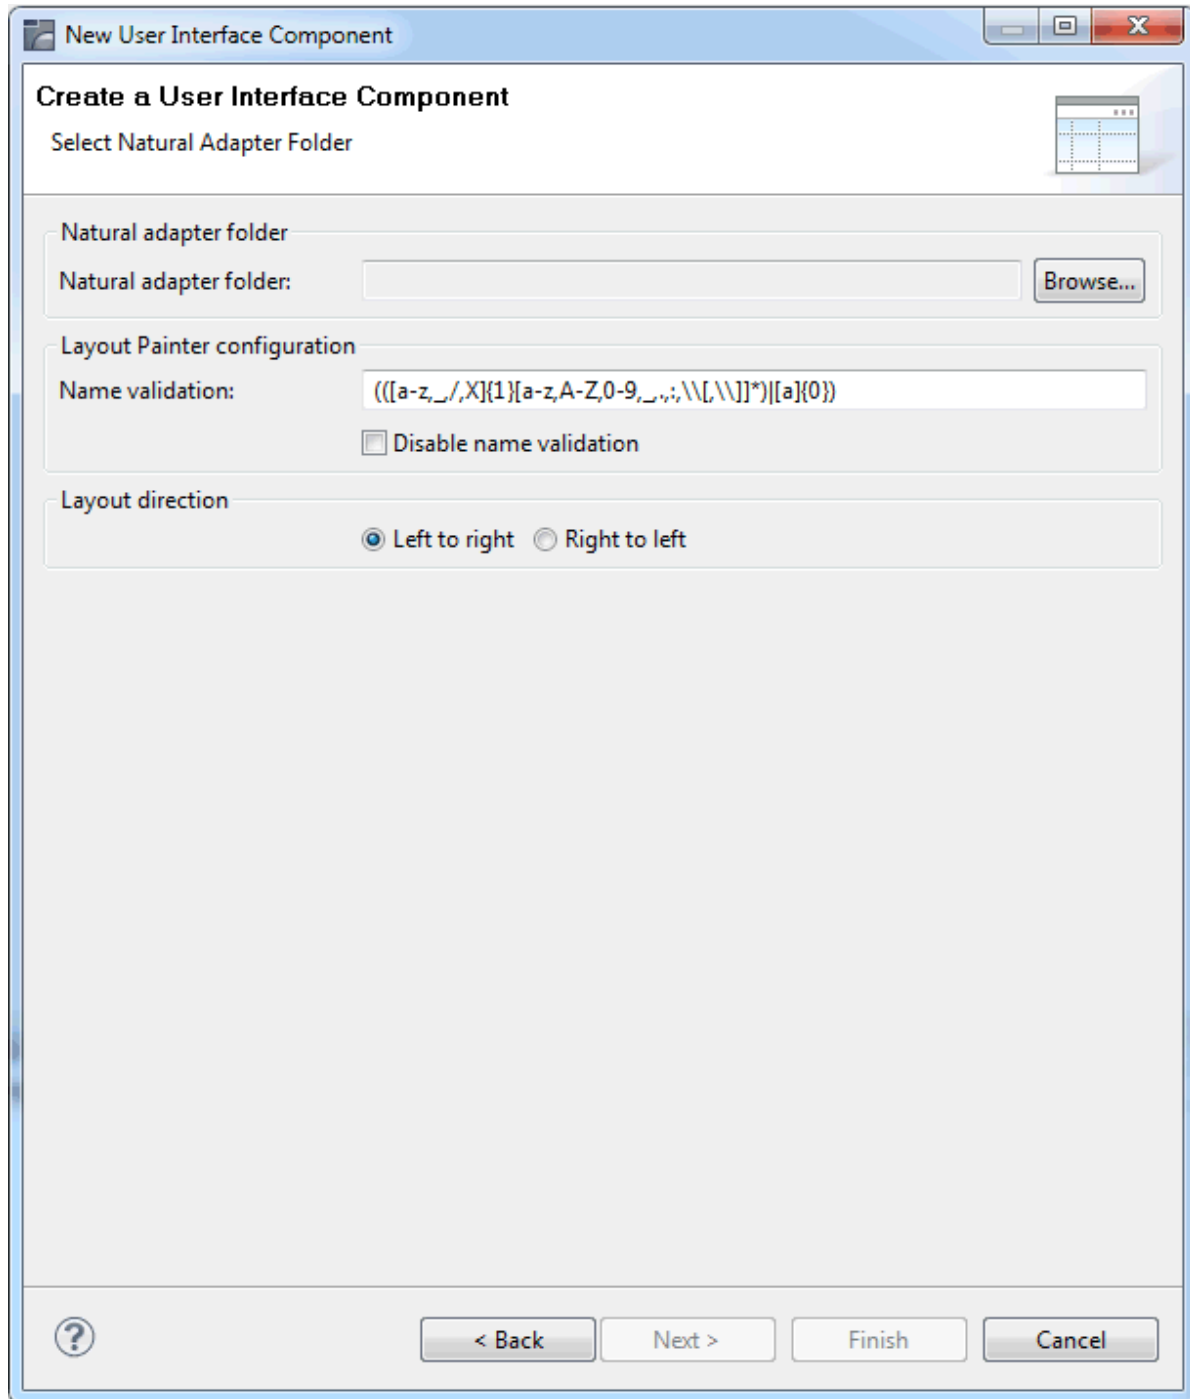 New User Interface Component
Create a User Interface Component
Select Natural Adapter Folder
Natural adapter folder
Natural adapter folder:
Browse...
Layout Painter configuration
Name validation: (([a-z,_,/,X]{1}[a-z,A-Z,0-9,_,.,:,\\[,\\]]*)|[a]{0})
Disable name validation
Layout direction
Left to right Right to left
? < Back Next > Finish Cancel